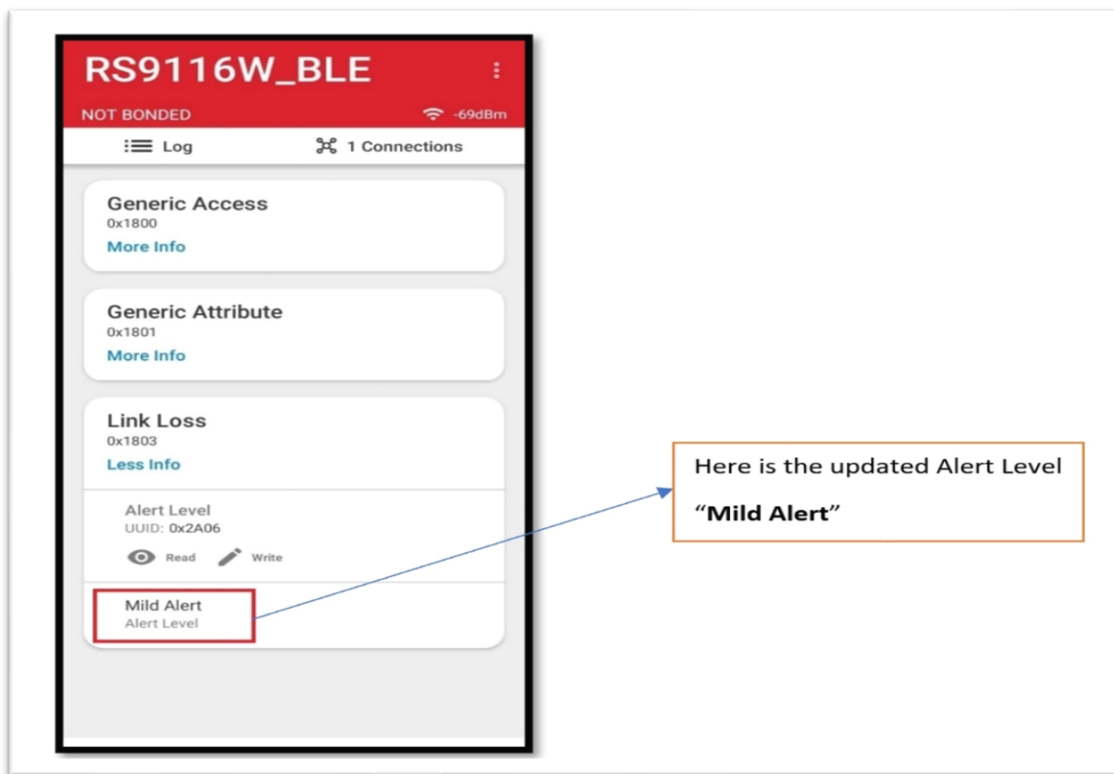 RS9116W_BLE
NOT BONDED -69dBm
Log 1 Connections
Generic Access
0x1800
More Info
Generic Attribute
0x1801
More Info
Link Loss
0x1803
Less Info
Alert Level
UUID: 0x2A06
Read Write
Mild Alert
Alert Level
Here is the updated Alert Level
“Mild Alert”